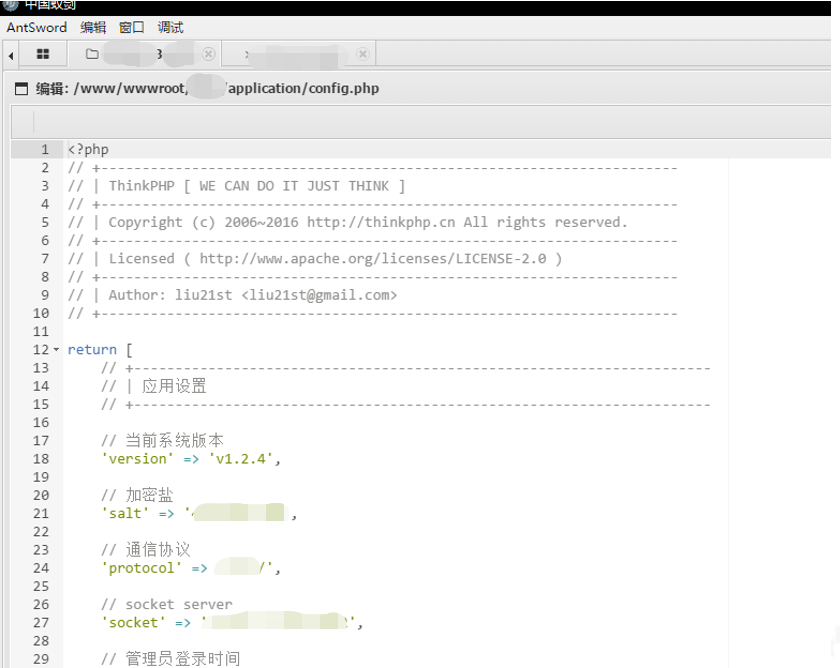 中国蚁剑
AntSword 编辑 窗口 调试
编辑: /www/wwwroot/ /application/config.php
1 <?php
2 // +----------------------------------------------------------------------
3 // | ThinkPHP [ WE CAN DO IT JUST THINK ]
4 // +----------------------------------------------------------------------
5 // | Copyright (c) 2006~2016 http://thinkphp.cn All rights reserved.
6 // +----------------------------------------------------------------------
7 // | Licensed ( http://www.apache.org/licenses/LICENSE-2.0 )
8 // +----------------------------------------------------------------------
9 // | Author: liu21st <liu21st@gmail.com>
10 // +----------------------------------------------------------------------
11
12 return [
13 // +----------------------------------------------------------------------
14 // | 应用设置
15 // +----------------------------------------------------------------------
16
17 // 当前系统版本
18 'version' => 'v1.2.4',
19
20 // 加密盐
21 'salt' => ' ,
22
23 // 通信协议
24 'protocol' => /',
25
26 // socket server
27 'socket' => ' ',
28
29 // 管理员登录时间